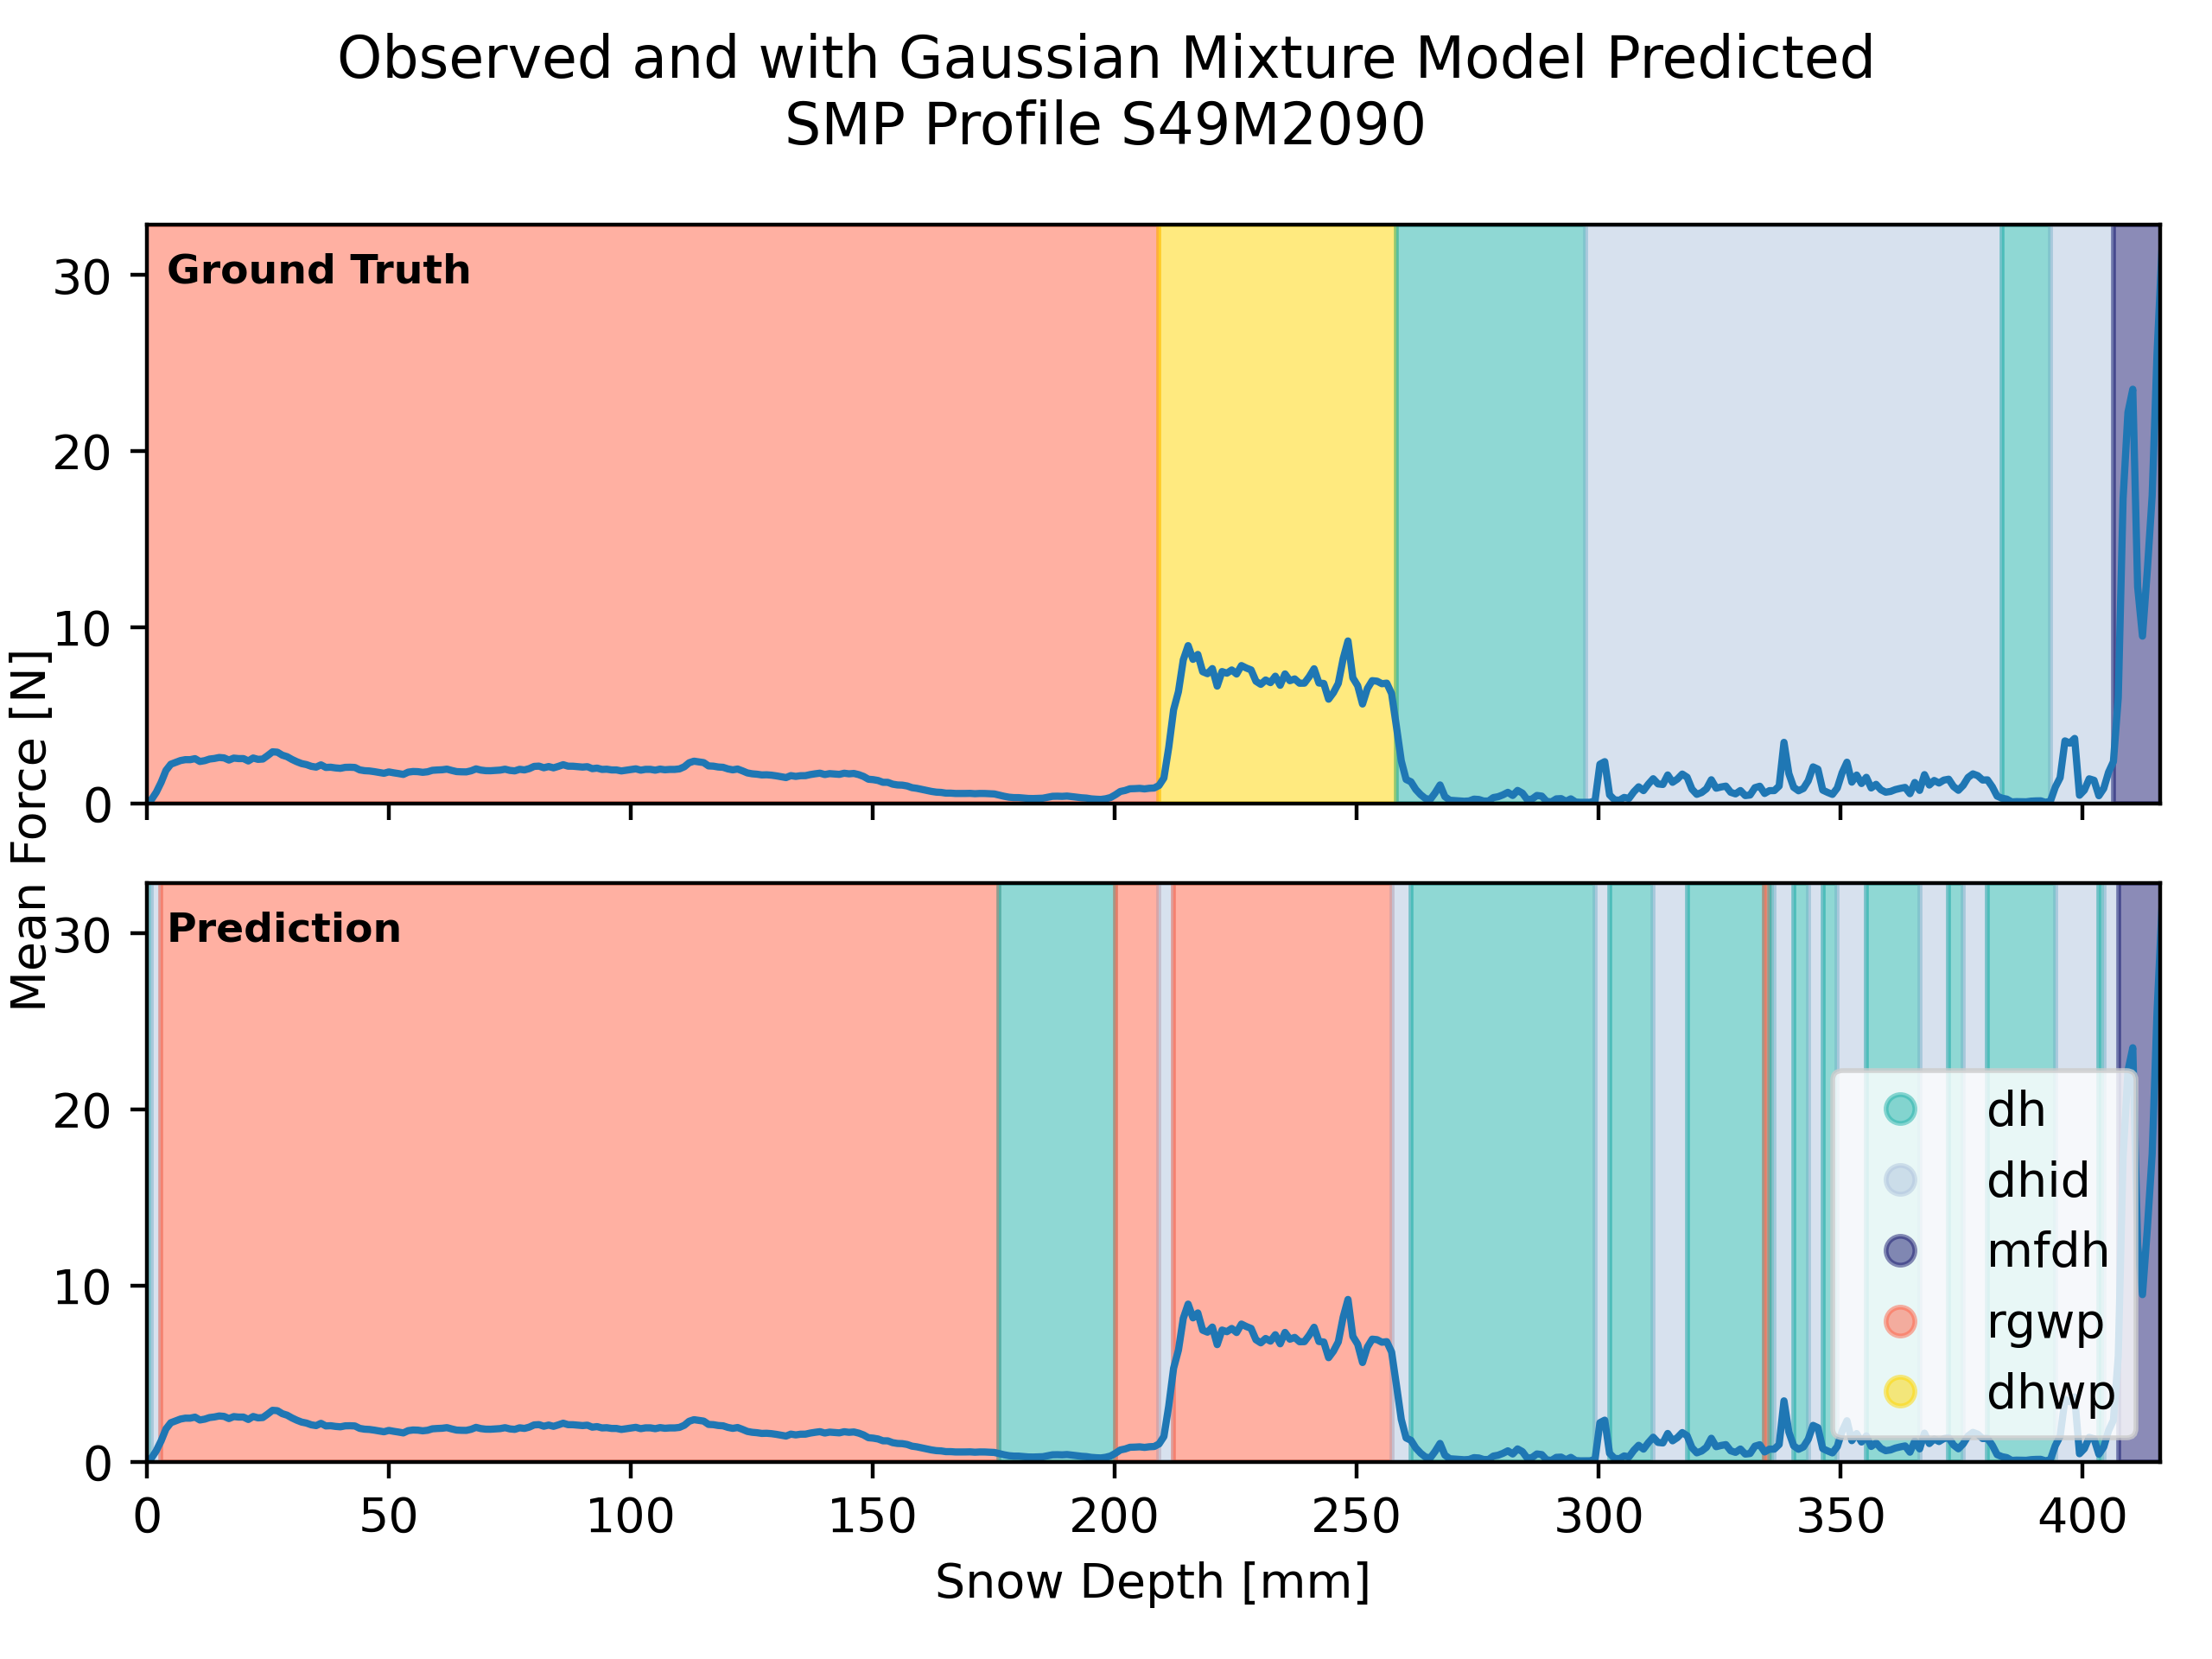 Observed and with Gaussian Mixture Model Predicted
SMP Profile S49M2090
Mean Force [N]
Ground Truth
30
20
10
0
Prediction
30
20
10
0
dh
dhid
mfdh
rgwp
dhwp
0 50 100 150 200 250 300 350 400
Snow Depth [mm]